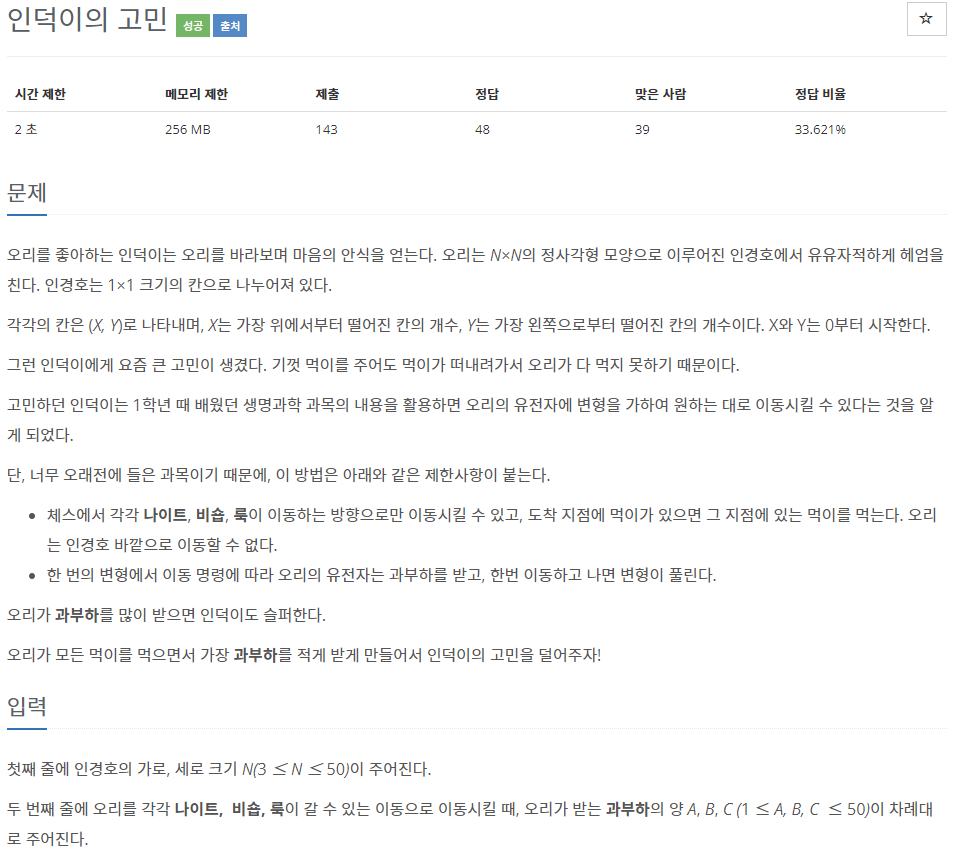 인덕이의 고민 성공 출처
☆
시간 제한 메모리 제한 제출 정답 맞은 사람 정답 비율
2 초 256 MB 143 48 39 33.621%
문제
오리를 좋아하는 인덕이는 오리를 바라보며 마음의 안식을 얻는다. 오리는 N×N의 정사각형 모양으로 이루어진 인경호에서 유유자적하게 헤엄을
친다. 인경호는 1×1 크기의 칸으로 나누어져 있다.
각각의 칸은 (X, Y)로 나타내며, X는 가장 위에서부터 떨어진 칸의 개수, Y는 가장 왼쪽으로부터 떨어진 칸의 개수이다. X와 Y는 0부터 시작한다.
그런 인덕이에게 요즘 큰 고민이 생겼다. 기껏 먹이를 주어도 먹이가 떠내려가서 오리가 다 먹지 못하기 때문이다.
고민하던 인덕이는 1학년 때 배웠던 생명과학 과목의 내용을 활용하면 오리의 유전자에 변형을 가하여 원하는 대로 이동시킬 수 있다는 것을 알
게 되었다.
단, 너무 오래전에 들은 과목이기 때문에, 이 방법은 아래와 같은 제한사항이 붙는다.
• 체스에서 각각 나이트, 비숍, 룩이 이동하는 방향으로만 이동시킬 수 있고, 도착 지점에 먹이가 있으면 그 지점에 있는 먹이를 먹는다. 오리
는 인경호 바깥으로 이동할 수 없다.
• 한 번의 변형에서 이동 명령에 따라 오리의 유전자는 과부하를 받고, 한번 이동하고 나면 변형이 풀린다.
오리가 과부하를 많이 받으면 인덕이도 슬퍼한다.
오리가 모든 먹이를 먹으면서 가장 과부하를 적게 받게 만들어서 인덕이의 고민을 덜어주자!
입력
첫째 줄에 인경호의 가로, 세로 크기 N(3 ≤ N ≤ 50)이 주어진다.
두 번째 줄에 오리를 각각 나이트, 비숍, 룩이 갈 수 있는 이동으로 이동시킬 때, 오리가 받는 과부하의 양 A, B, C (1 ≤ A, B, C ≤ 50)이 차례대
로 주어진다.